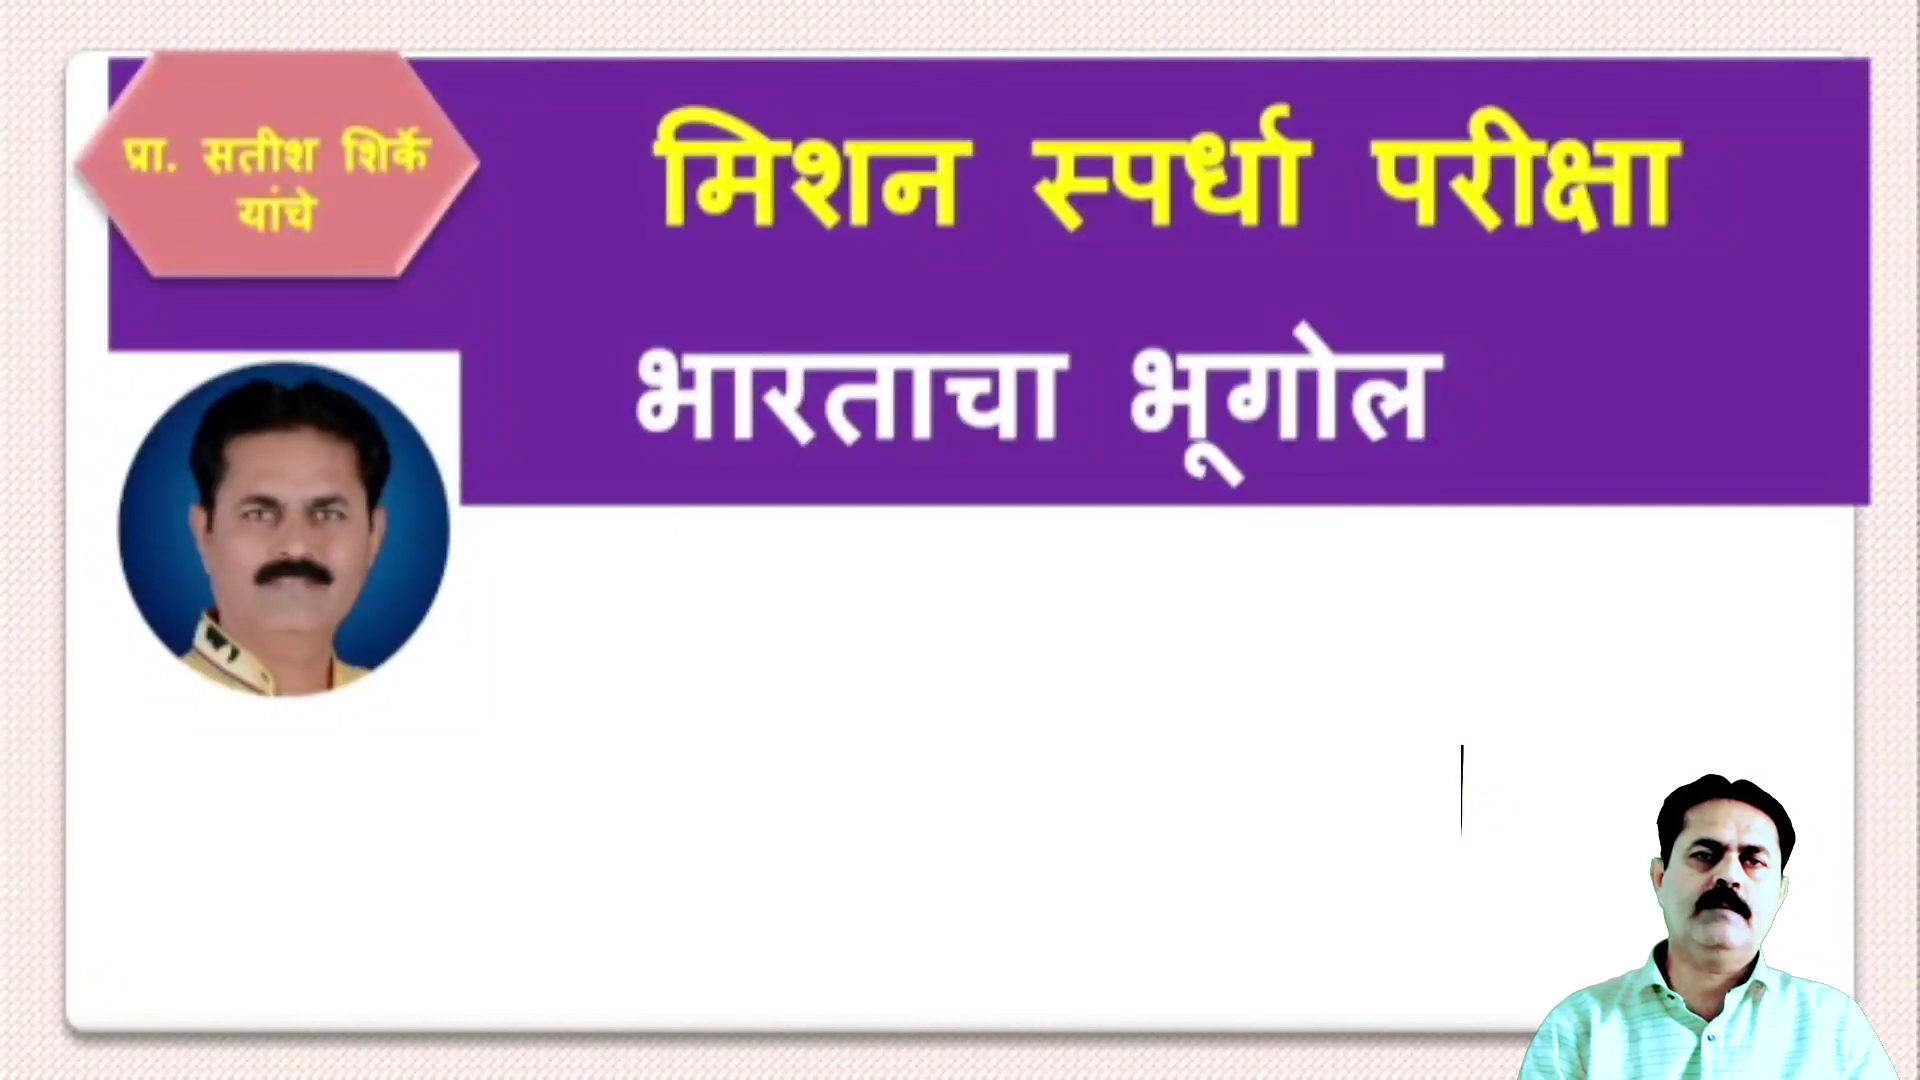 प्रा. सतीश शिर्के
यांचे
मिशन स्पर्धा परीक्षा
भारताचा भूगोल